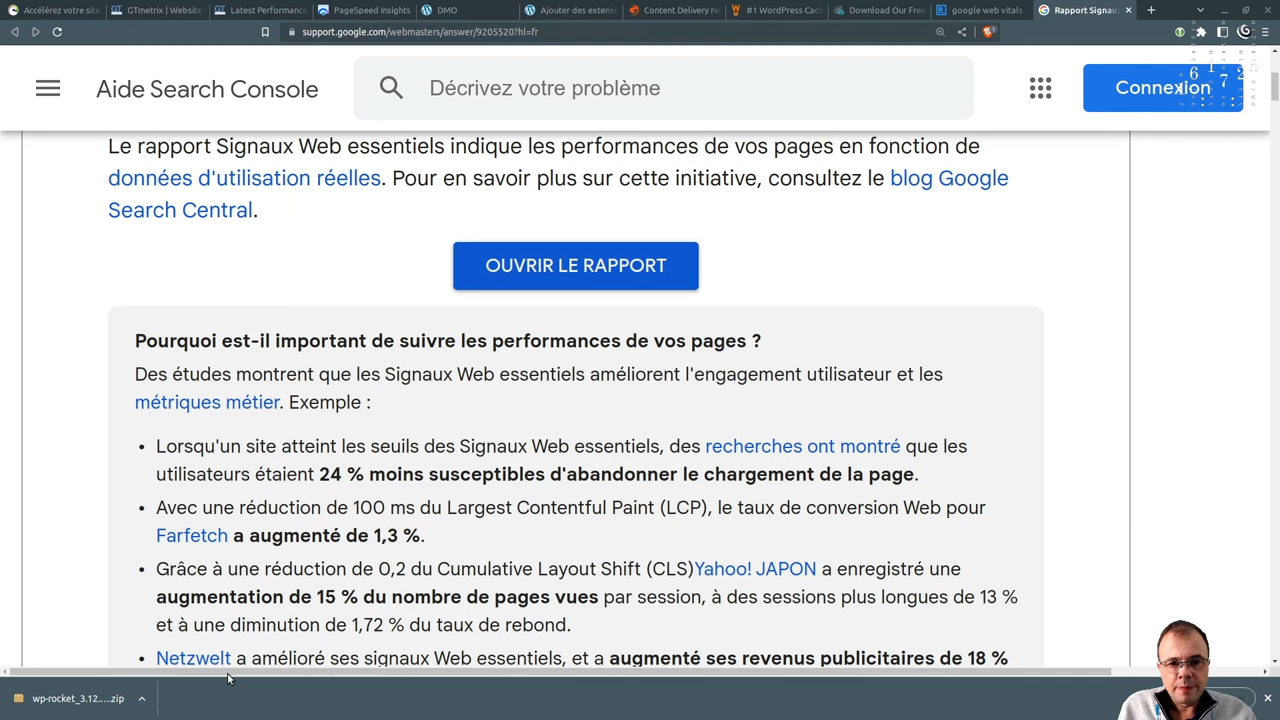 Accélérez votre site
GTmetrix | Website
Latest Performance
PageSpeed Insights
DMO
Ajouter des extens
Content Delivery N
#1 WordPress Cach
Download Our Free
google web vitals
Rapport Signau
support.google.com/webmasters/answer/9205520?hl=fr
Aide Search Console
Décrivez votre problème
Connexion
6 1 7 2
Le rapport Signaux Web essentiels indique les performances de vos pages en fonction de
données d'utilisation réelles. Pour en savoir plus sur cette initiative, consultez le blog Google
Search Central.
OUVRIR LE RAPPORT
Pourquoi est-il important de suivre les performances de vos pages ?
Des études montrent que les Signaux Web essentiels améliorent l'engagement utilisateur et les
métriques métier. Exemple :
• Lorsqu'un site atteint les seuils des Signaux Web essentiels, des recherches ont montré que les
utilisateurs étaient 24 % moins susceptibles d'abandonner le chargement de la page.
• Avec une réduction de 100 ms du Largest Contentful Paint (LCP), le taux de conversion Web pour
Farfetch a augmenté de 1,3 %.
• Grâce à une réduction de 0,2 du Cumulative Layout Shift (CLS)Yahoo! JAPON a enregistré une
augmentation de 15 % du nombre de pages vues par session, à des sessions plus longues de 13 %
et à une diminution de 1,72 % du taux de rebond.
• Netzwelt a amélioré ses signaux Web essentiels, et a augmenté ses revenus publicitaires de 18 %
wp-rocket_3.12....zip